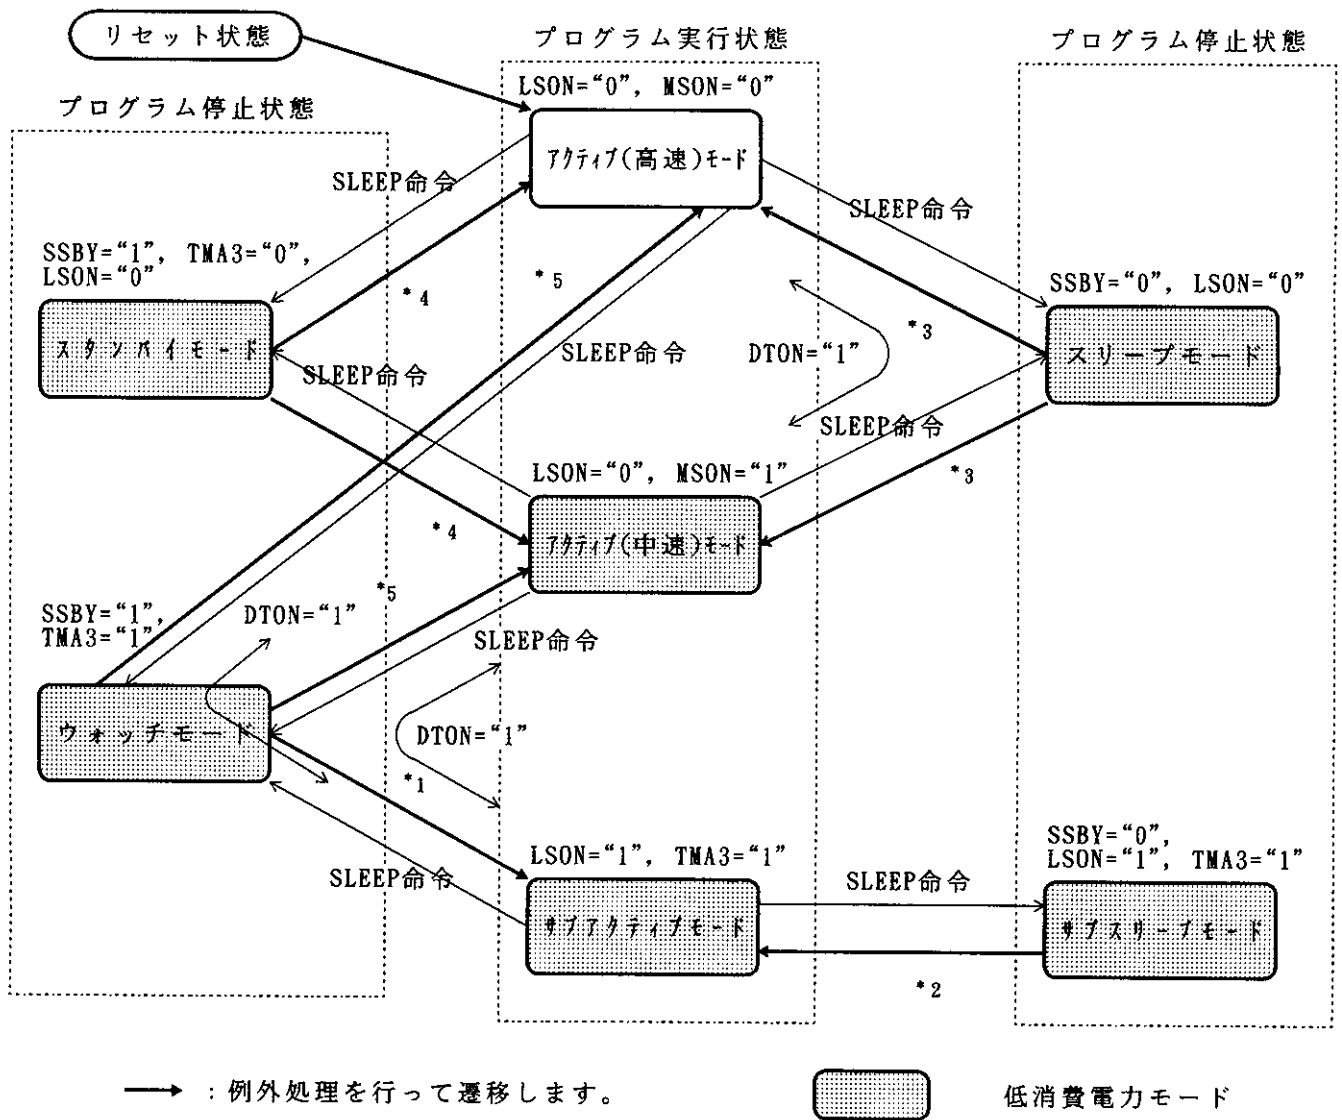 リセット状態
プログラム実行状態
プログラム停止状態
プログラム停止状態
LSON=“0”, MSON=“0”
アクティブ(高速)モード
SLEEP命令
SLEEP命令
SSBY=“1”, TMA3=“0”,
LSON=“0”
*4
*5
*3
SSBY=“0”, LSON=“0”
スタンバイモード
SLEEP命令
SLEEP命令
DTON=“1”
スリープモード
SLEEP命令
LSON=“0”, MSON=“1”
*3
*4
アクティブ(中速)モード
*5
SSBY=“1”,
TMA3=“1”
DTON=“1”
SLEEP命令
ウォッチモード
DTON=“1”
*1
SSBY=“0”,
LSON=“1”, TMA3=“1”
LSON=“1”, TMA3=“1”
SLEEP命令
SLEEP命令
サブアクティブモード
サブスリープモード
*2
:例外処理を行って遷移します。
低消費電力モード